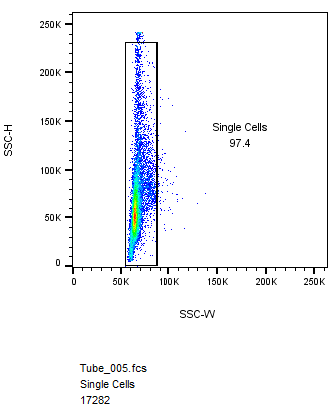 250K
200K
150K
100K
50K
0
SSC-H
Single Cells
97.4
0 50K 100K 150K 200K 250K
SSC-W
Tube_005.fcs
Single Cells
17282